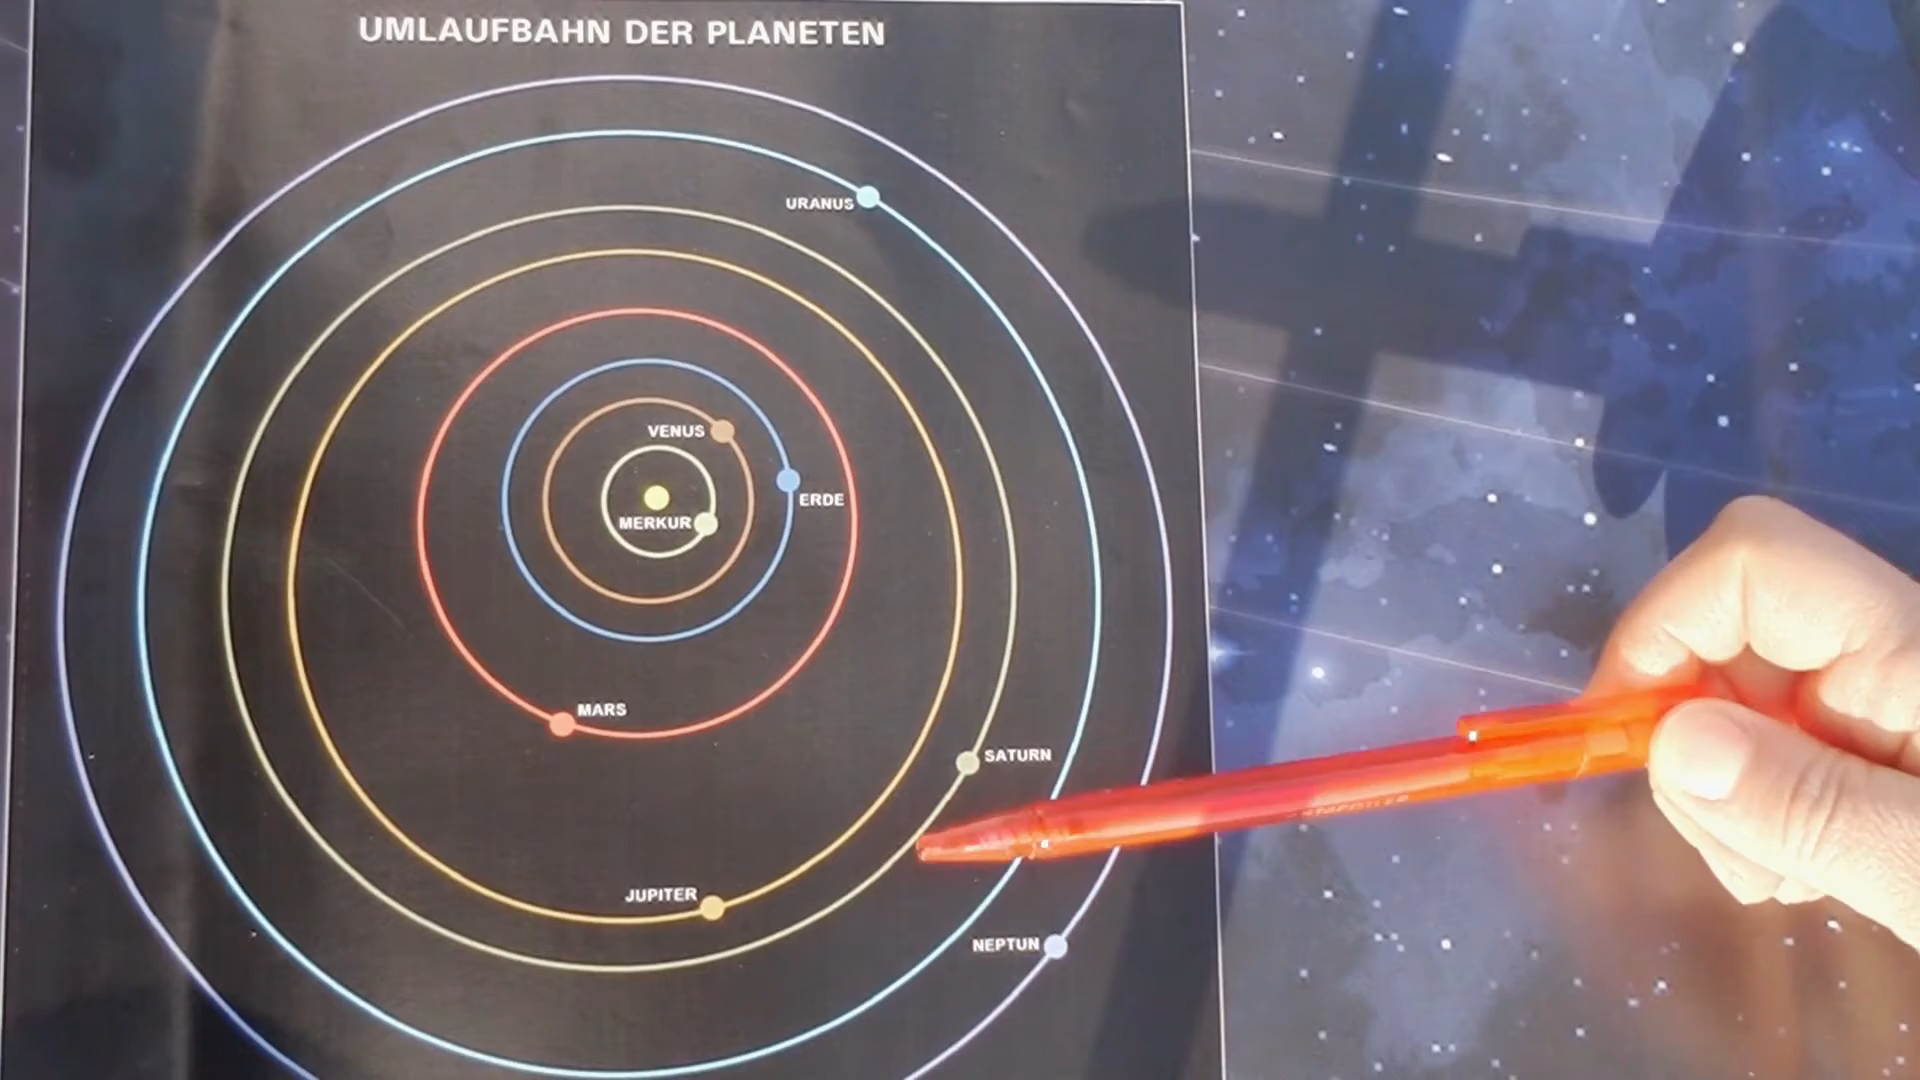 UMLAUFBAHN DER PLANETEN
URANUS
VENUS
ERDE
MERKUR
MARS
SATURN
JUPITER
NEPTUN